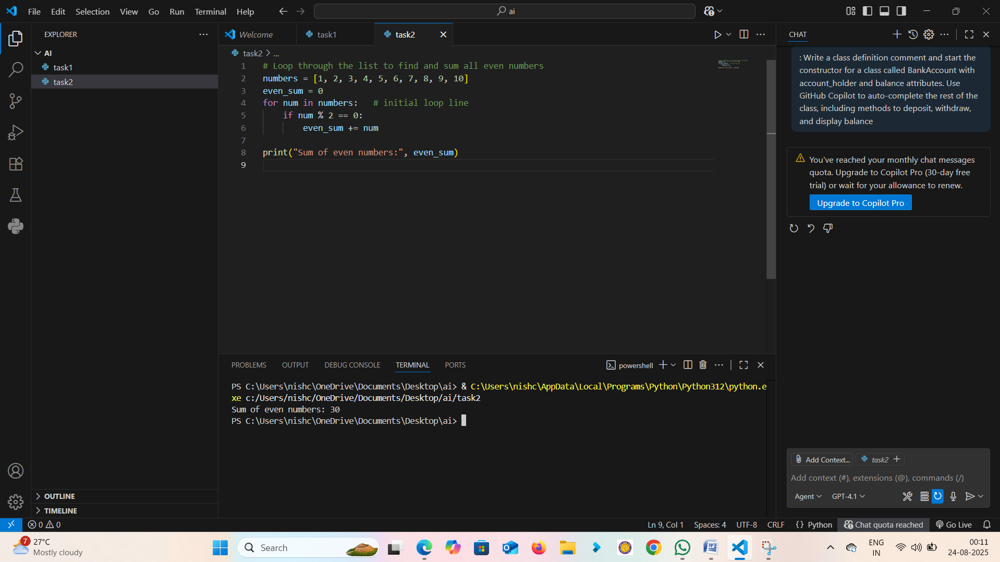 File Edit Selection View Go Run Terminal Help
ai
EXPLORER
AI
task1
task2
OUTLINE
TIMELINE
Welcome
task1
task2
task2 > ...
1 # Loop through the list to find and sum all even numbers
2 numbers = [1, 2, 3, 4, 5, 6, 7, 8, 9, 10]
3 even_sum = 0
4 for num in numbers:   # initial loop line
5     if num % 2 == 0:
6         even_sum += num
7
8 print("Sum of even numbers:", even_sum)
9
PROBLEMS OUTPUT DEBUG CONSOLE TERMINAL PORTS
powershell
PS C:\Users\nishc\OneDrive\Documents\Desktop\ai> & C:\Users\nishc\AppData\Local\Programs\Python\Python312\python.e
xe c:/Users/nishc/OneDrive/Documents/Desktop/ai/task2
Sum of even numbers: 30
PS C:\Users\nishc\OneDrive\Documents\Desktop\ai>
CHAT
: Write a class definition comment and start the
constructor for a class called BankAccount with
account_holder and balance attributes. Use
GitHub Copilot to auto-complete the rest of the
class, including methods to deposit, withdraw,
and display balance
You've reached your monthly chat messages
quota. Upgrade to Copilot Pro (30-day free
trial) or wait for your allowance to renew.
Upgrade to Copilot Pro
Add Context... task2
Add context (#), extensions (@), commands (/)
Agent GPT-4.1
0 0
Ln 9, Col 1 Spaces: 4 UTF-8 CRLF {} Python Chat quota reached Go Live
7
27°C
Mostly cloudy
Search
ENG
IN
00:11
24-08-2025